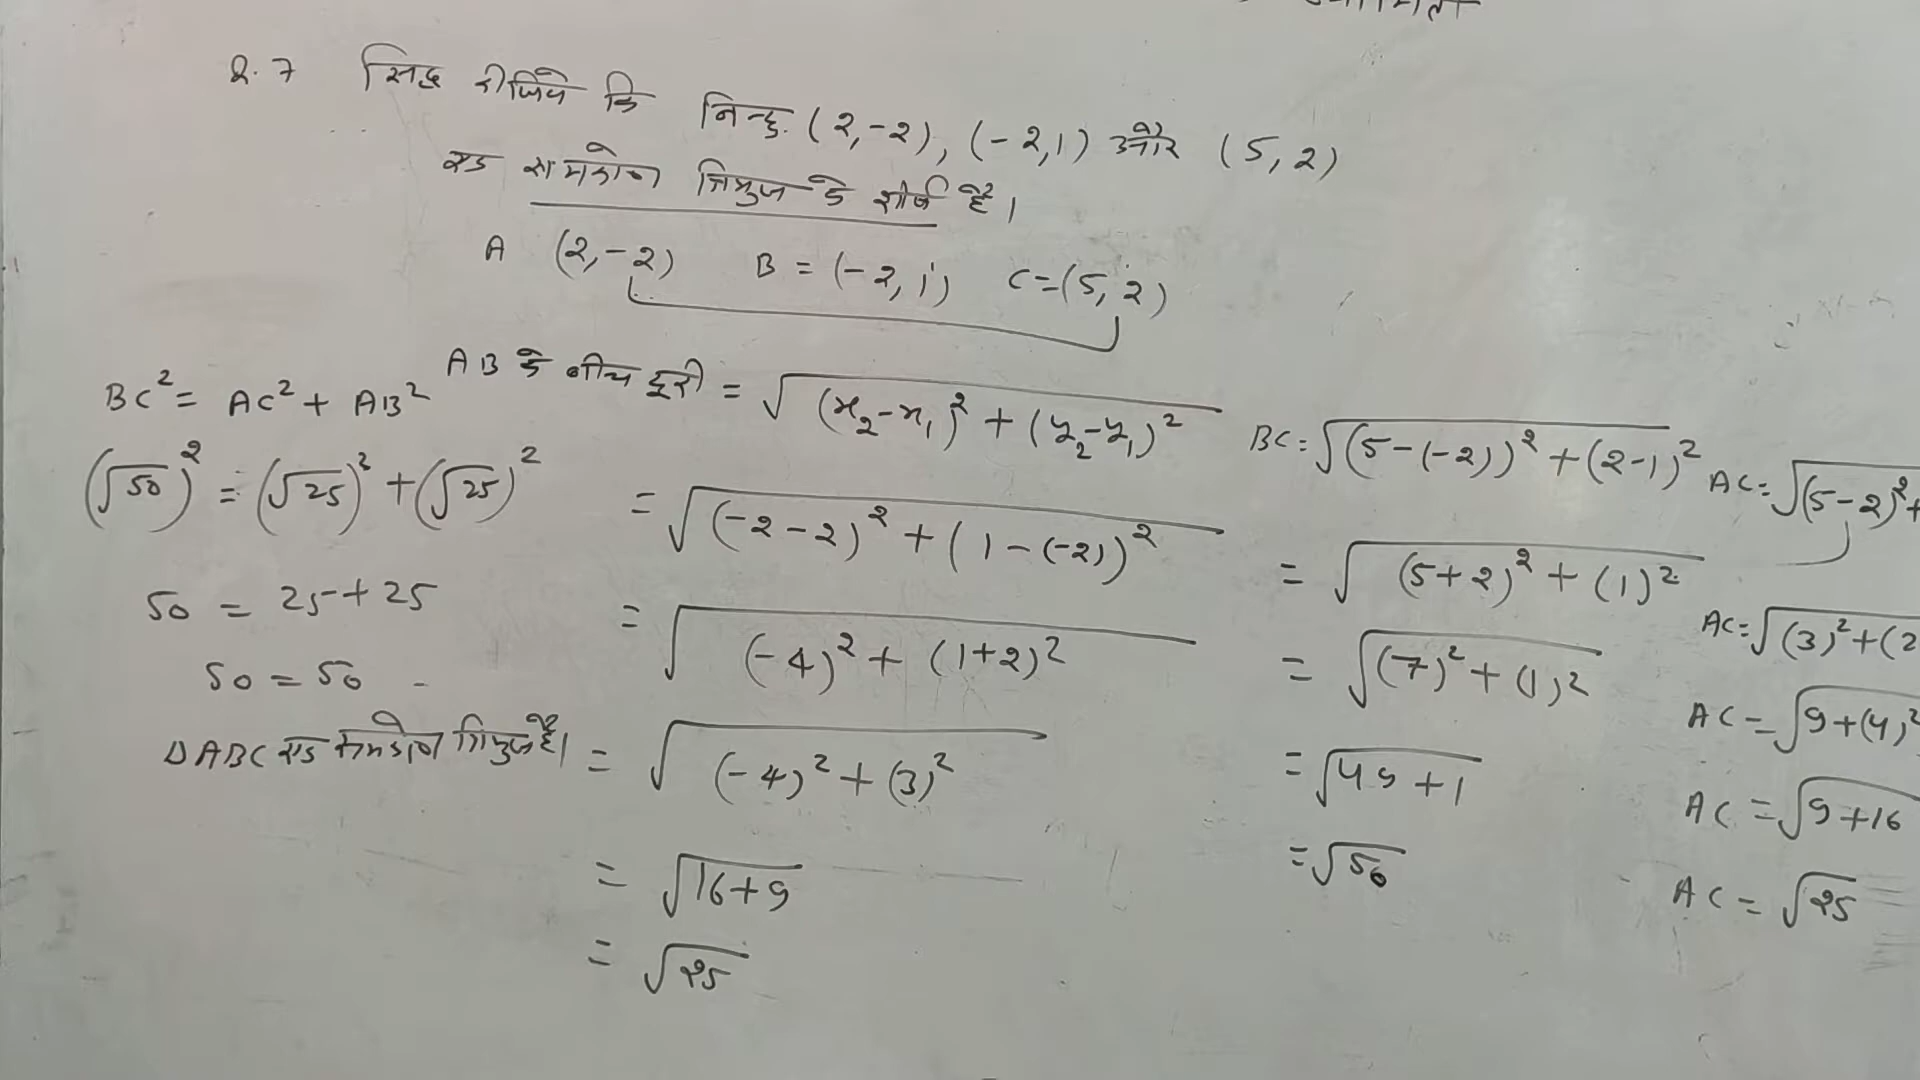 Q.7 सिद्ध कीजिये कि बिन्दु (2,-2), (-2,1) और (5,2)
एक समकोण त्रिभुज के शीर्ष है।
A (2,-2) B = (-2,1) C=(5,2)
AB के बीच दूरी = √((x₂-x₁)² + (y₂-y₁)²)
= √((-2-2)² + (1-(-2))²)
= √((-4)² + (1+2)²)
= √((-4)² + (3)²)
= √(16+9)
= √25
BC = √((5-(-2))² + (2-1)²)
= √((5+2)² + (1)²)
= √((7)² + (1)²)
= √(49+1)
= √50
AC = √((5-2)²+
AC = √((3)²+(2
AC = √(9+(4)²
AC = √(9+16
AC = √25
BC² = AC² + AB²
(√50)² = (√25)² + (√25)²
50 = 25+25
50 = 50
△ABC एक समकोण त्रिभुज है।